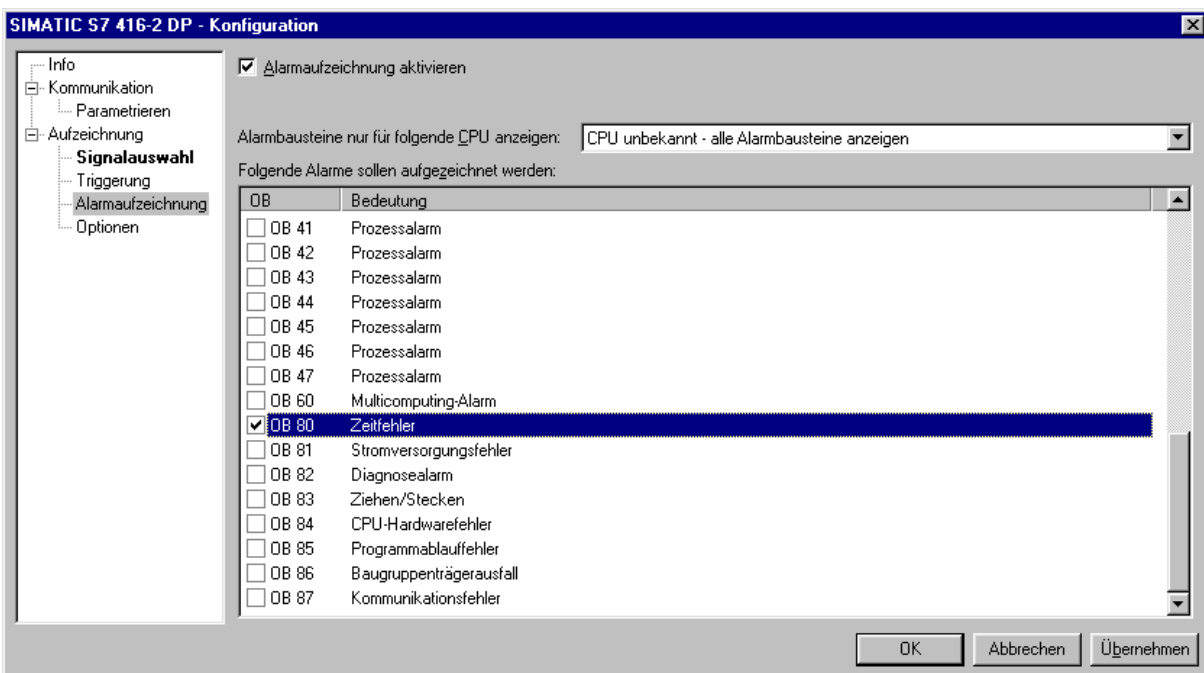 SIMATIC S7 416-2 DP - Konfiguration
Info
Kommunikation
Parametrieren
Aufzeichnung
Signalauswahl
Triggerung
Alarmaufzeichnung
Optionen
Alarmaufzeichnung aktivieren
Alarmbausteine nur für folgende CPU anzeigen: CPU unbekannt - alle Alarmbausteine anzeigen
Folgende Alarme sollen aufgezeichnet werden:
OB Bedeutung
OB 41 Prozessalarm
OB 42 Prozessalarm
OB 43 Prozessalarm
OB 44 Prozessalarm
OB 45 Prozessalarm
OB 46 Prozessalarm
OB 47 Prozessalarm
OB 60 Multicomputing-Alarm
OB 80 Zeitfehler
OB 81 Stromversorgungsfehler
OB 82 Diagnosealarm
OB 83 Ziehen/Stecken
OB 84 CPU-Hardwarefehler
OB 85 Programmablauffehler
OB 86 Baugruppenträgerausfall
OB 87 Kommunikationsfehler
OK Abbrechen Übernehmen